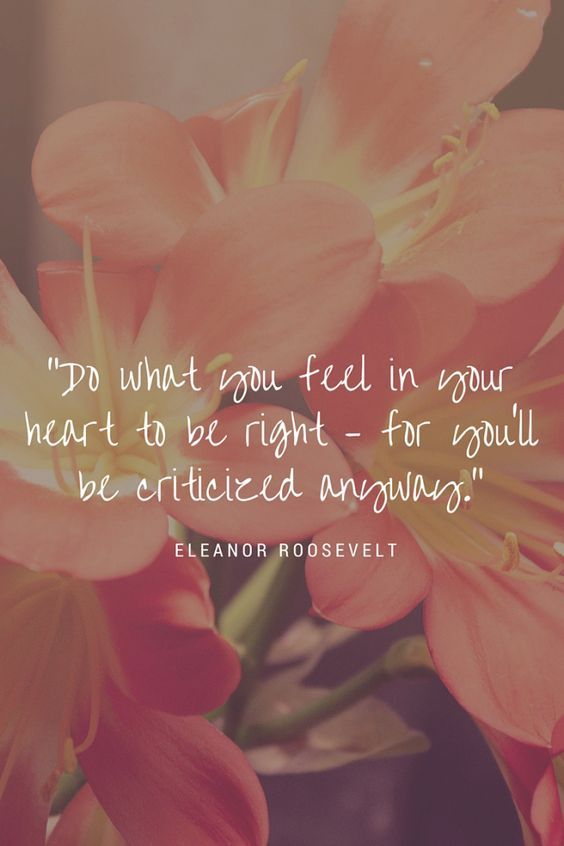 "Do what you feel in your
heart to be right - for you'll
be criticized anyway."
ELEANOR ROOSEVELT